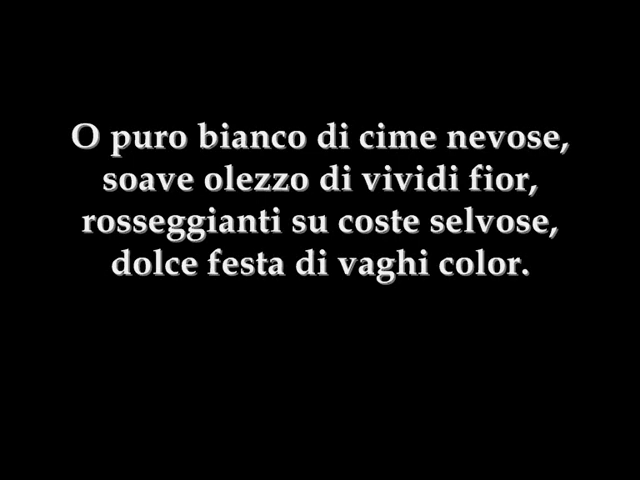 O puro bianco di cime nevose,
soave olezzo di vividi fior,
rosseggianti su coste selvose,
dolce festa di vaghi color.